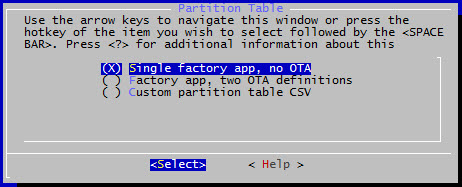 Partition Table
Use the arrow keys to navigate this window or press the
hotkey of the item you wish to select followed by the <SPACE
BAR>. Press <?> for additional information about this
(X) Single factory app, no OTA
( ) Factory app, two OTA definitions
( ) Custom partition table CSV
<Select> < Help >